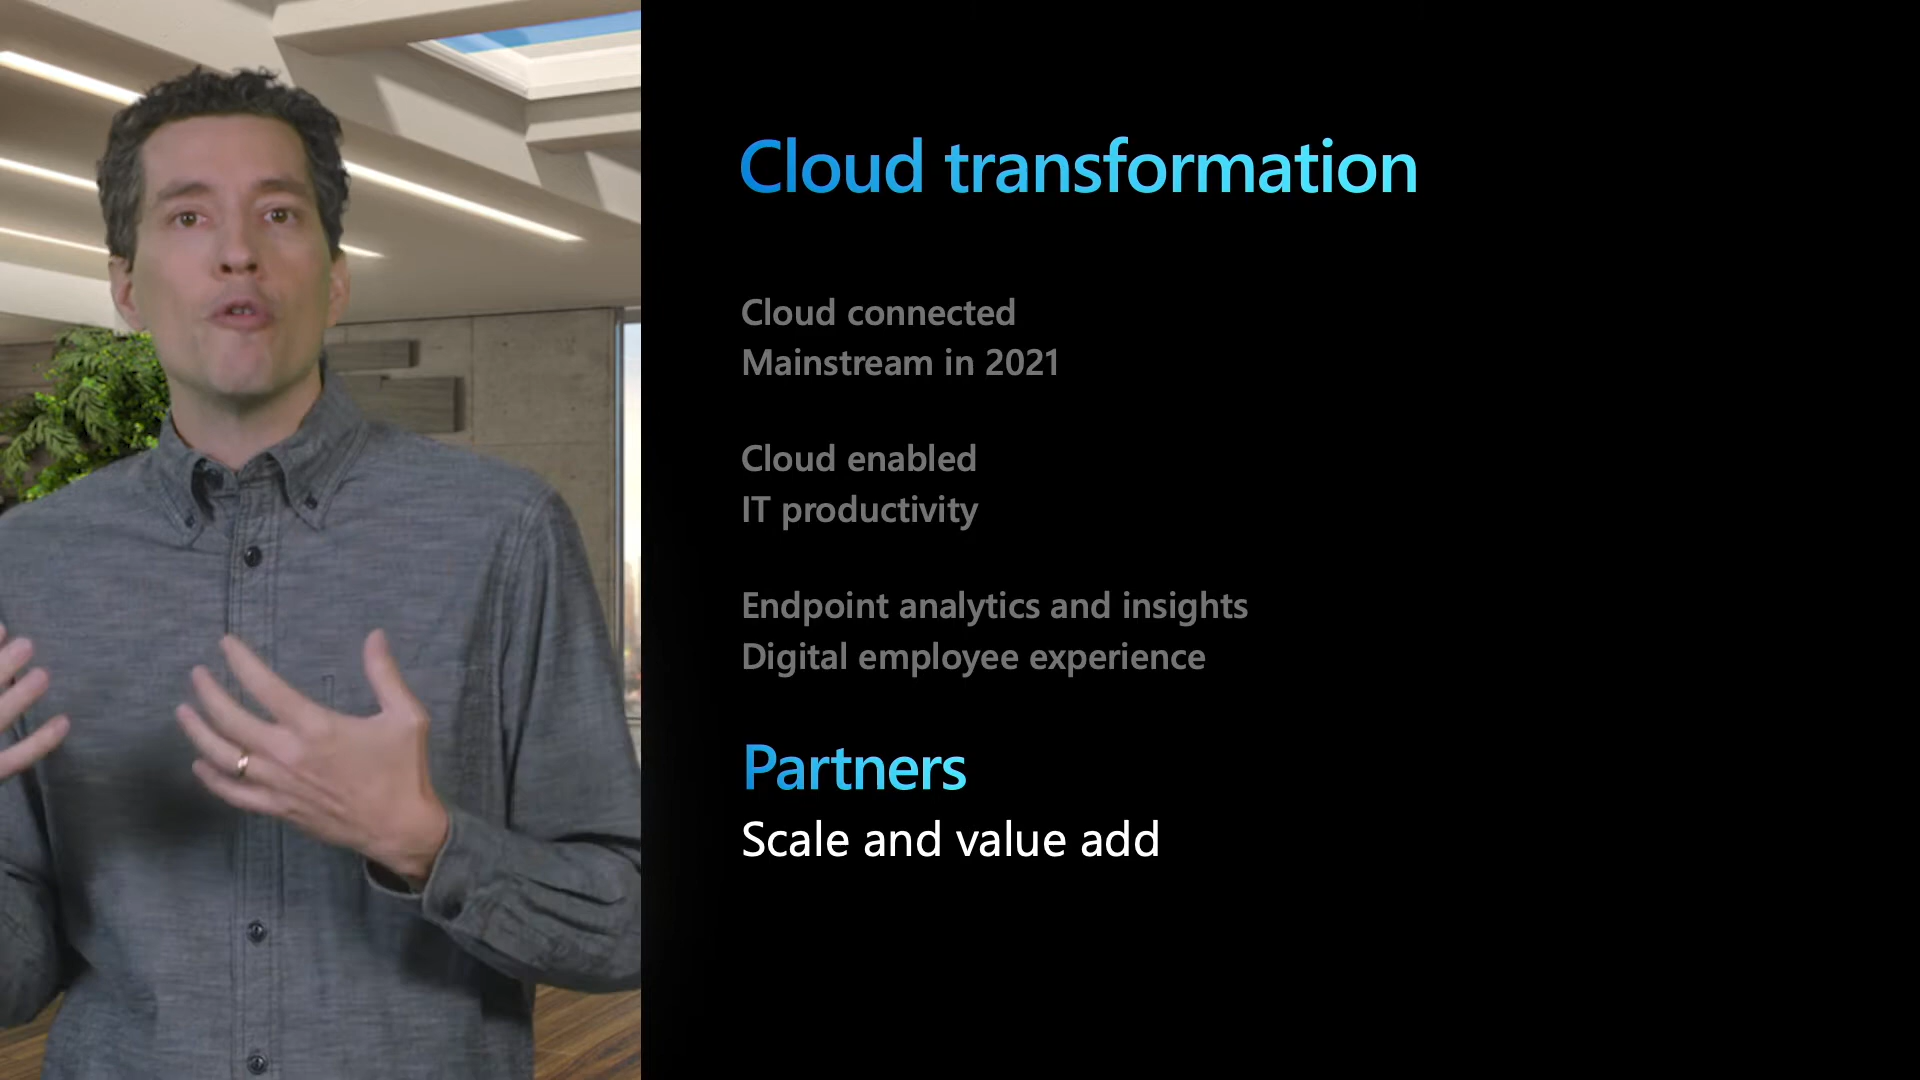 Cloud transformation
Cloud connected
Mainstream in 2021
Cloud enabled
IT productivity
Endpoint analytics and insights
Digital employee experience
Partners
Scale and value add